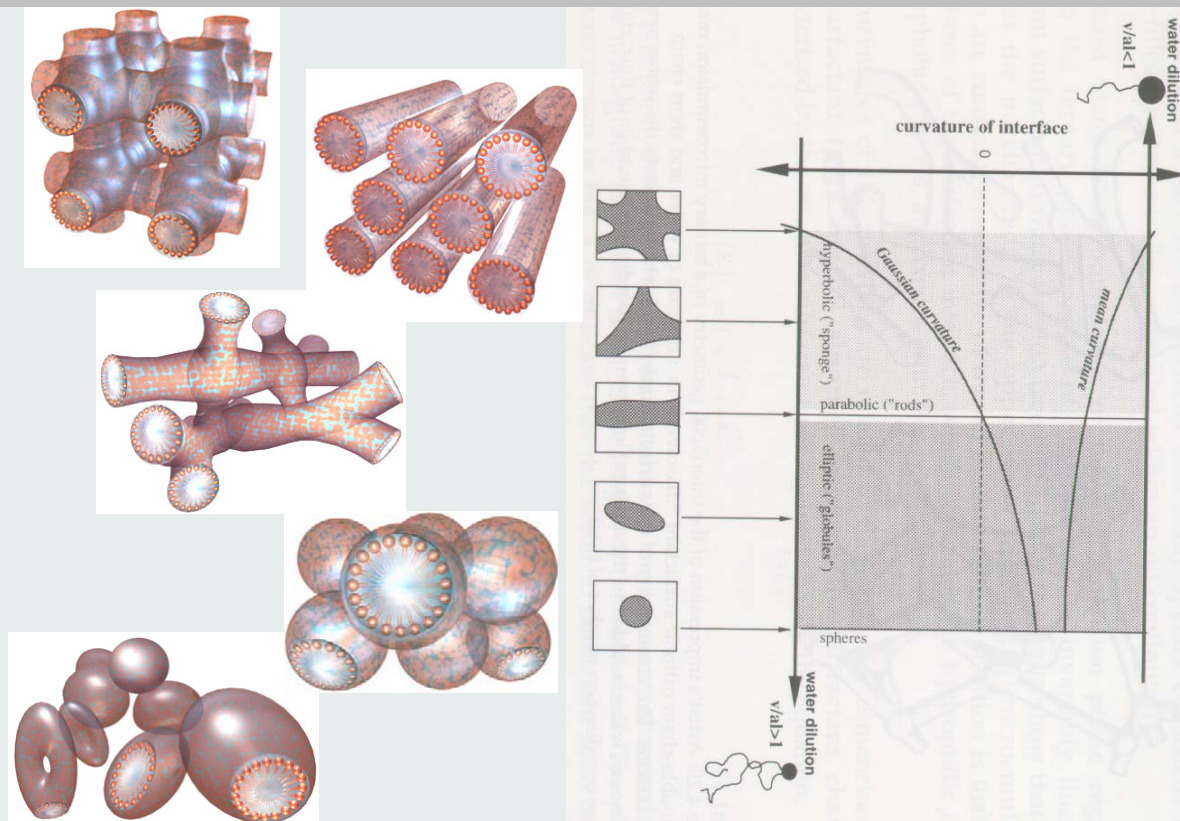 water dilution
v/al<1
curvature of interface
0
hyperbolic ("sponge")
Gaussian curvature
mean curvature
parabolic ("rods")
elliptic ("globules")
spheres
water dilution
v/al>1